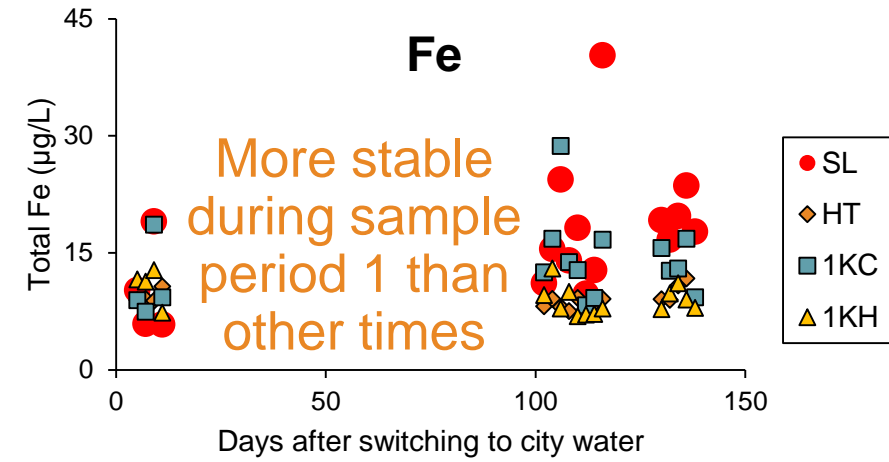 Fe
45
30
15
0
Total Fe (µg/L)
More stable
during sample
period 1 than
other times
0
50
100
150
Days after switching to city water
SL
HT
1KC
1KH